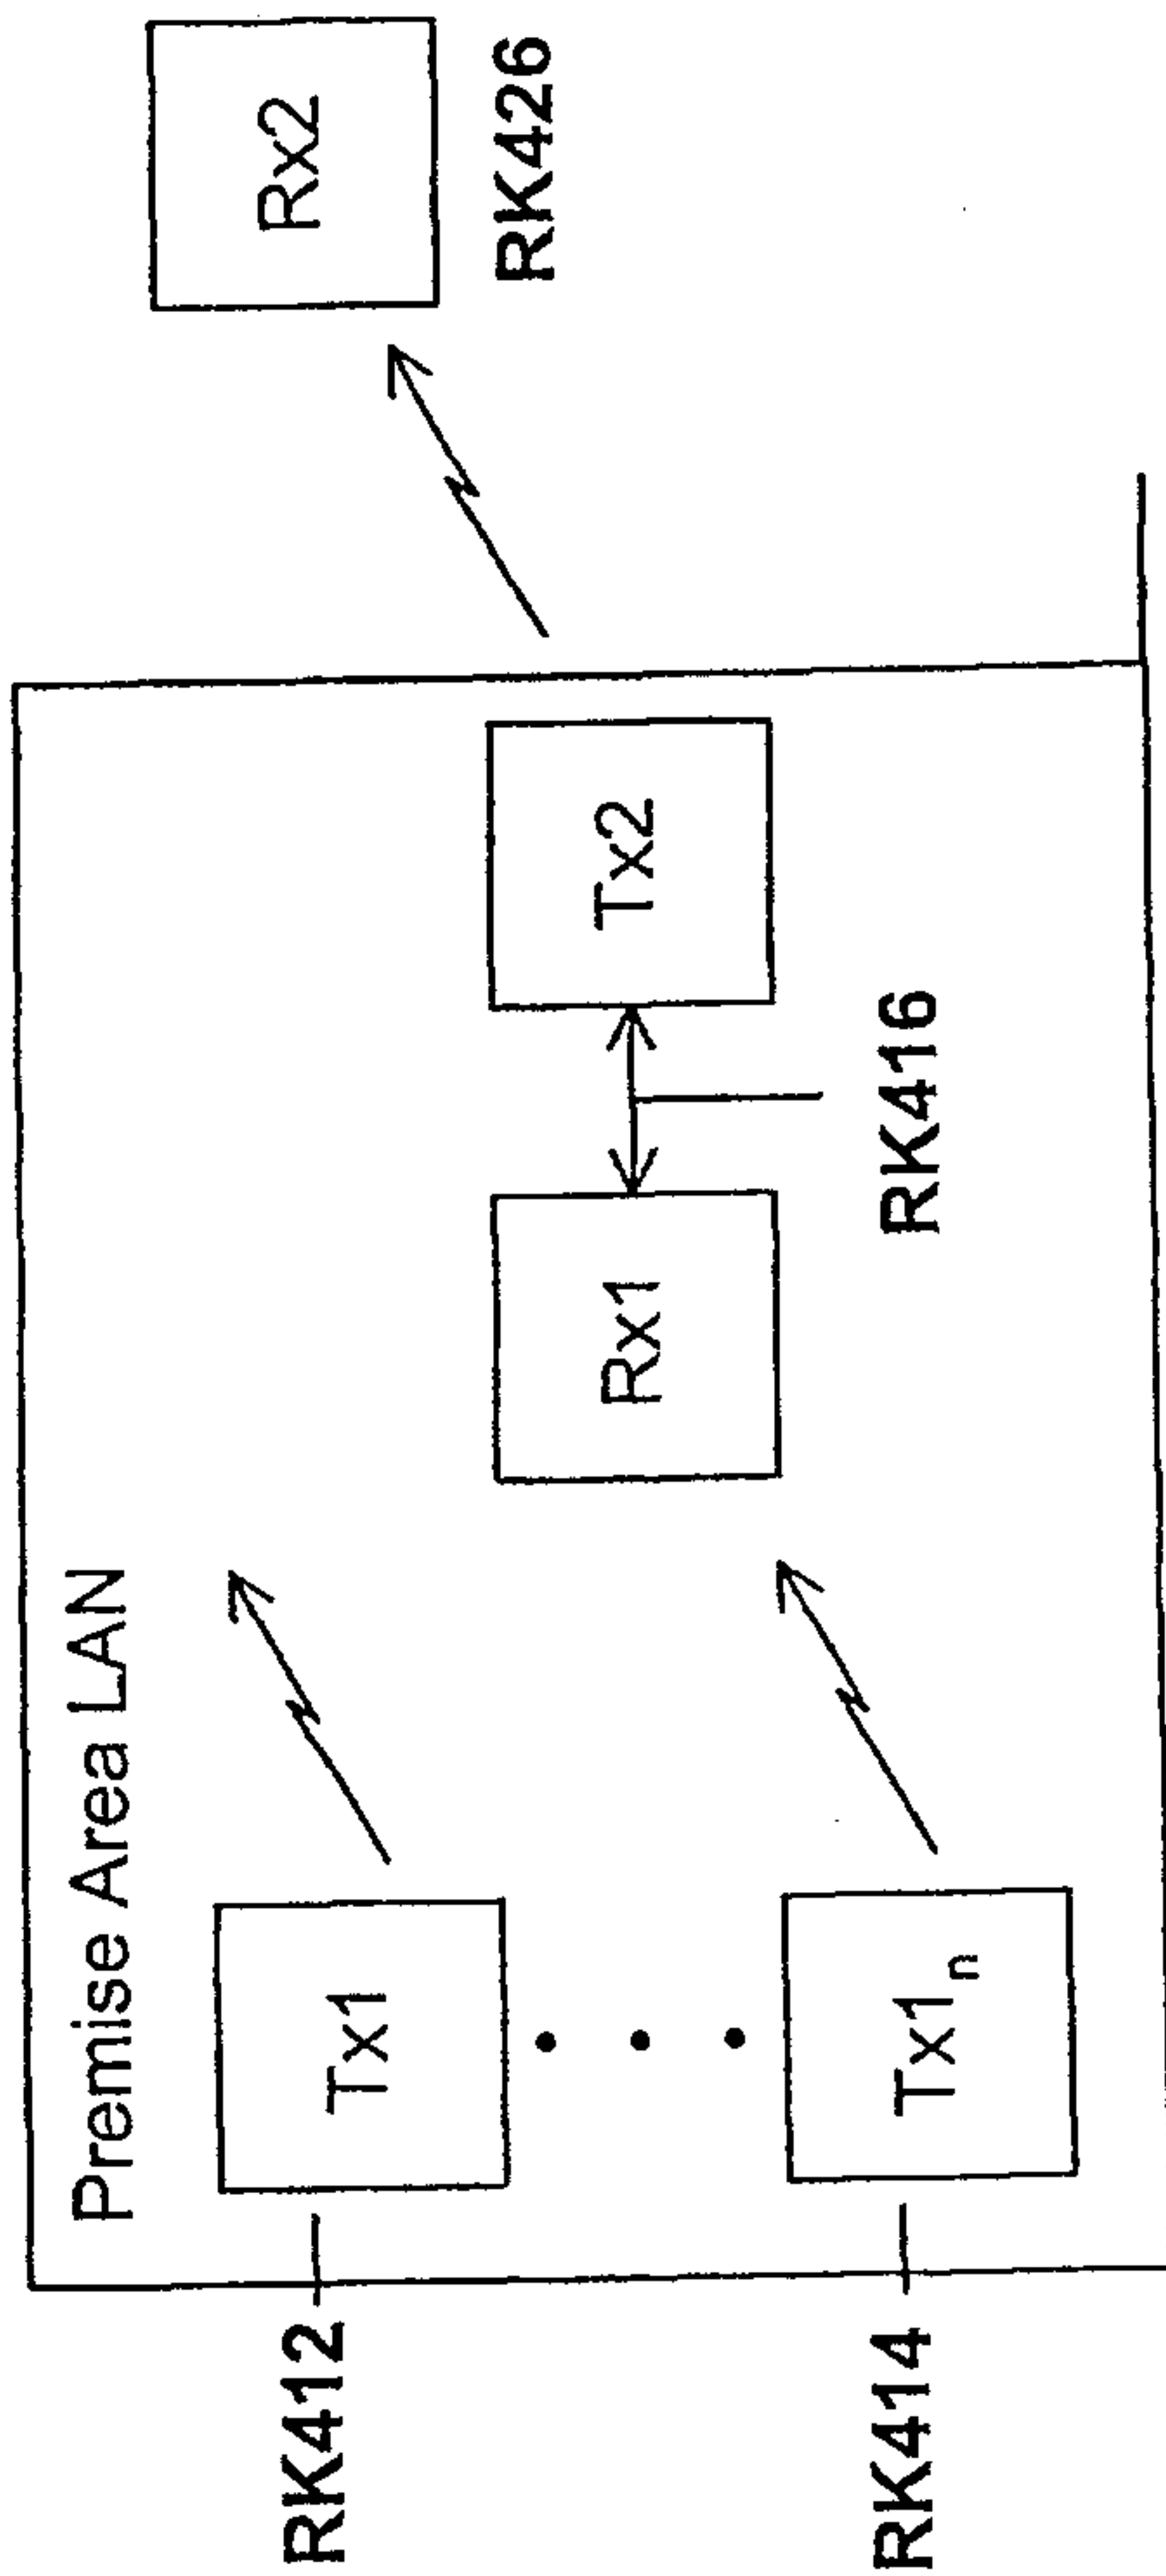 Premise Area LAN
RK412
Tx1
Rx2
RK426
Rx1
Tx2
RK416
RK414
Tx1ₙ